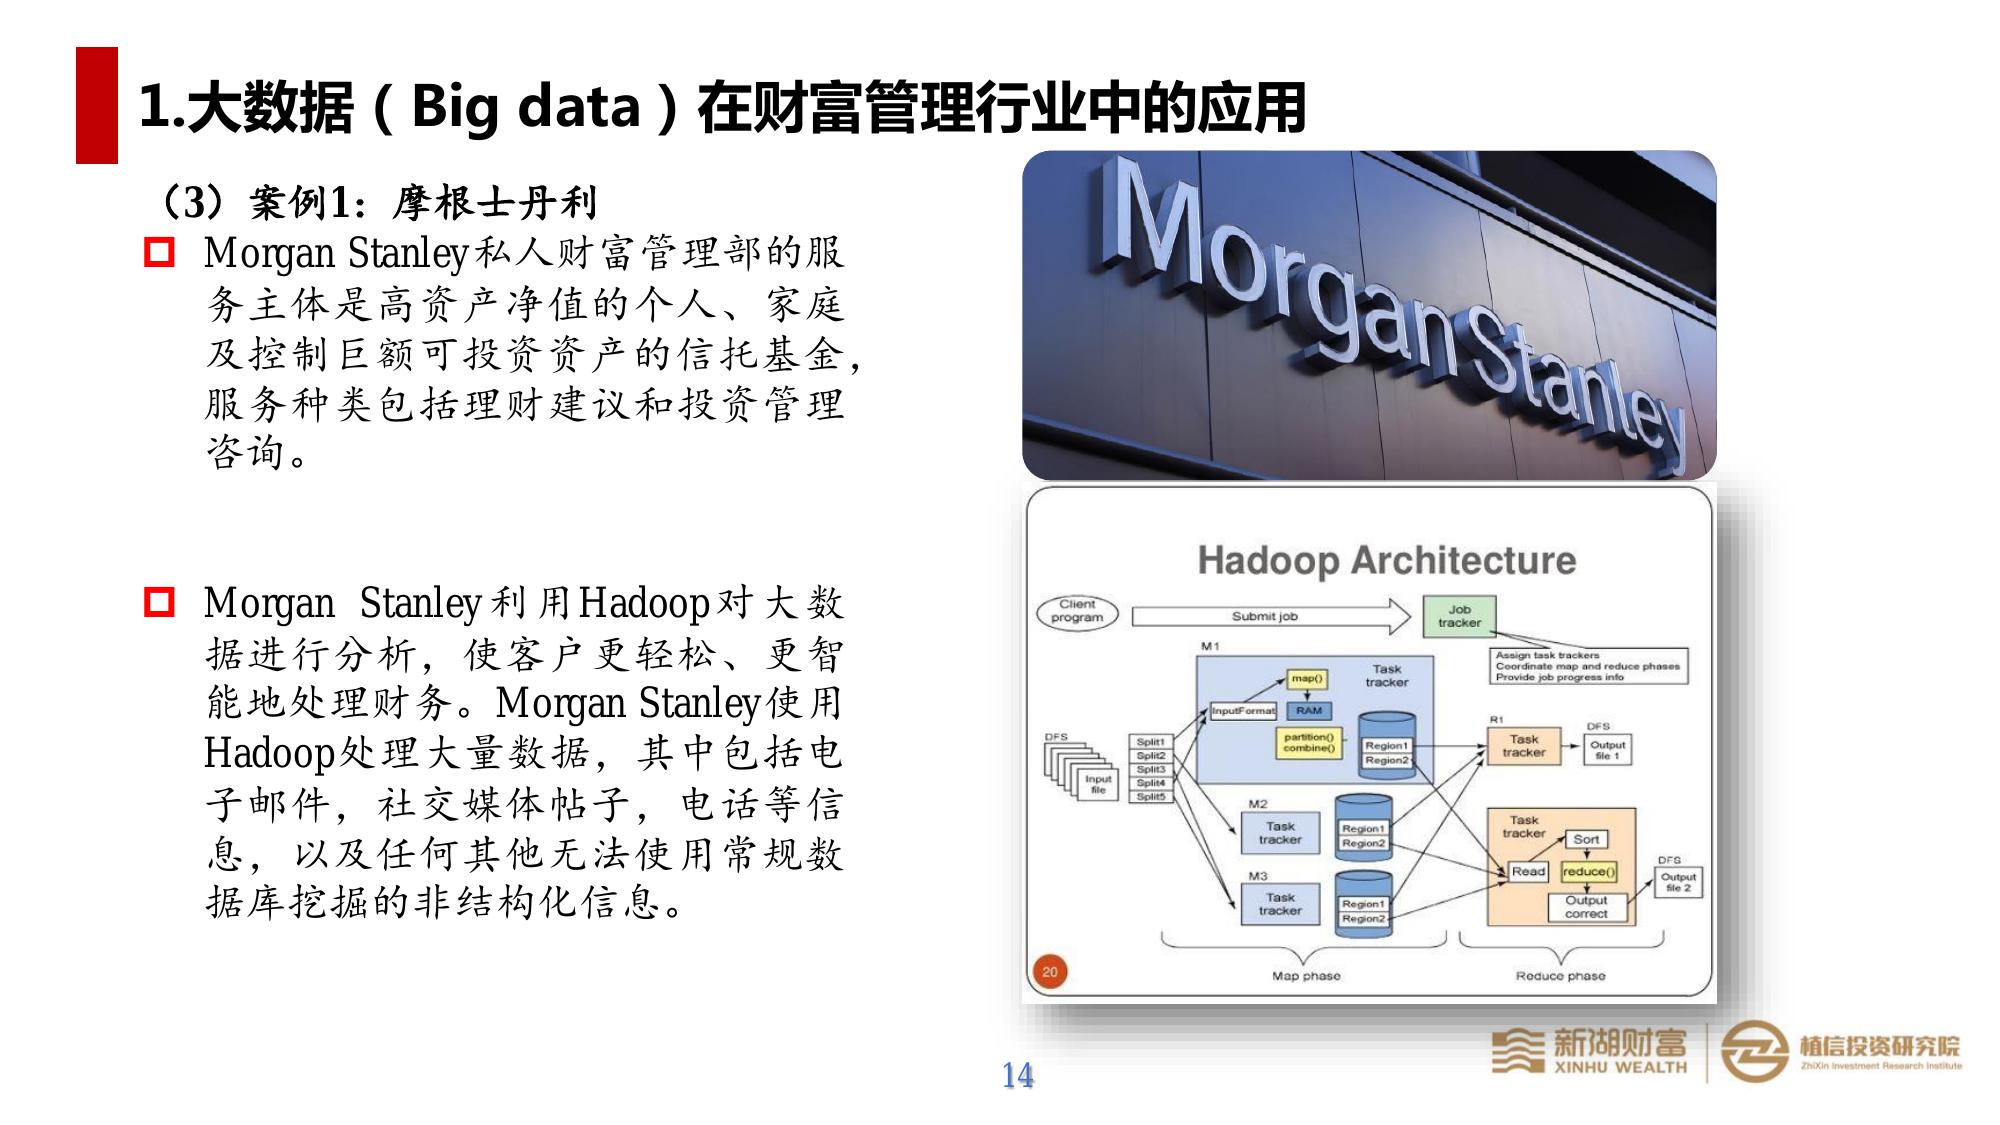 1.大数据（Big data）在财富管理行业中的应用
（3）案例1：摩根士丹利
Morgan Stanley私人财富管理部的服
务主体是高资产净值的个人、家庭
及控制巨额可投资资产的信托基金，
服务种类包括理财建议和投资管理
咨询。
Morgan Stanley利用Hadoop对大数
据进行分析，使客户更轻松、更智
能地处理财务。Morgan Stanley使用
Hadoop处理大量数据，其中包括电
子邮件，社交媒体帖子，电话等信
息，以及任何其他无法使用常规数
据库挖掘的非结构化信息。
MorganStanley
Hadoop Architecture
Client
program
Submit job
Job
tracker
Assign task trackers
Coordinate map and reduce phases
Provide job progress info
M1
Task
tracker
map()
InputFormat
RAM
partition()
combine()
Region1
Region2
DFS
Input
file
Split1
Split2
Split3
Split4
Split5
M2
Task
tracker
Region1
Region2
M3
Task
tracker
Region1
Region2
R1
Task
tracker
DFS
Output
file 1
Task
tracker
Sort
Read
reduce()
Output
correct
DFS
Output
file 2
Map phase
Reduce phase
20
新湖财富
XINHU WEALTH
植信投资研究院
ZhiXin Investment Research Institute
14